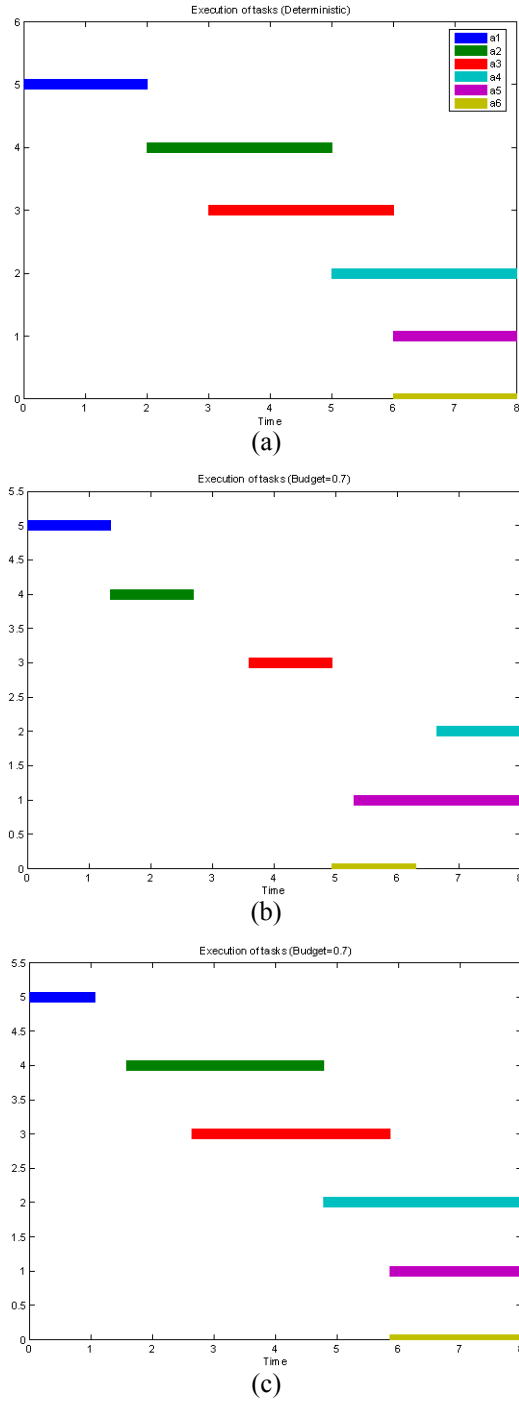 Execution of tasks (Deterministic)
6
a1
a2
a3
a4
a5
a6
5
4
3
2
1
0
0 1 2 3 4 5 6 7 8
Time
(a)
Execution of tasks (Budget=0.7)
5.5
5
4.5
4
3.5
3
2.5
2
1.5
1
0.5
0
0 1 2 3 4 5 6 7 8
Time
(b)
Execution of tasks (Budget=0.7)
5.5
5
4.5
4
3.5
3
2.5
2
1.5
1
0.5
0
0 1 2 3 4 5 6 7 8
Time
(c)